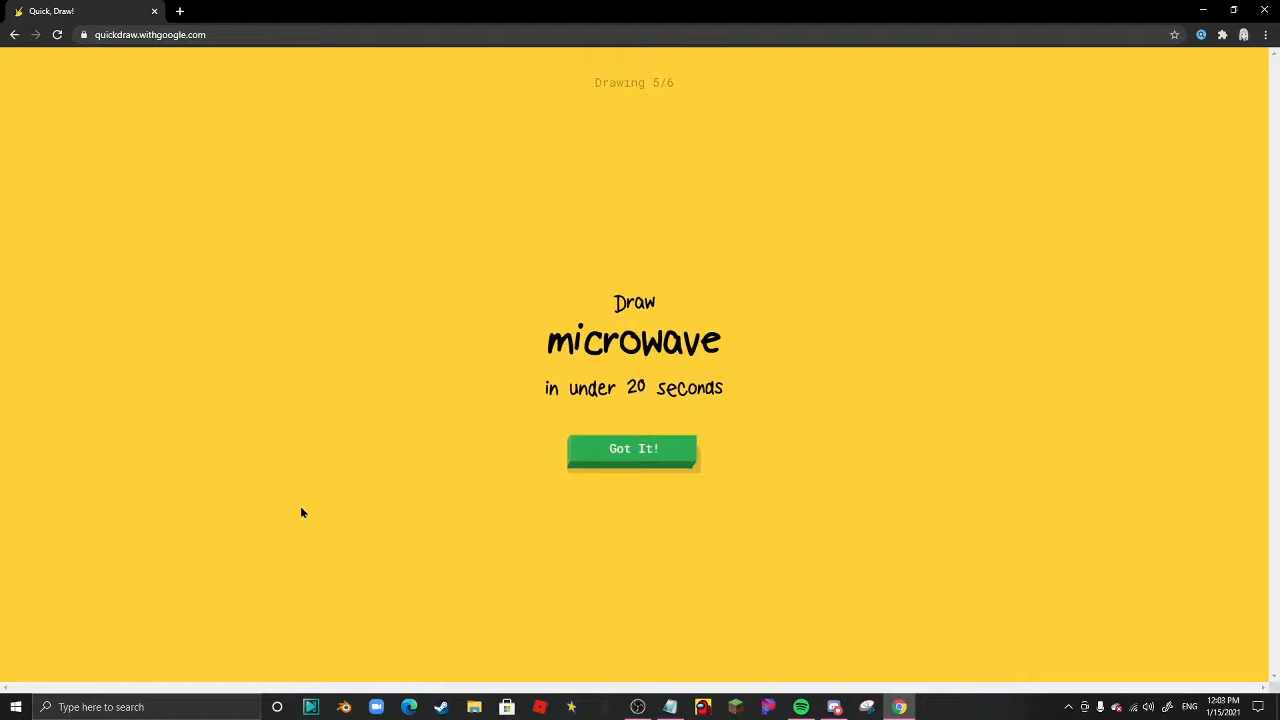 Quick, Draw!
quickdraw.withgoogle.com
Drawing 5/6
Draw
microwave
in under 20 seconds
Got It!
Type here to search
12:03 PM
1/15/2021